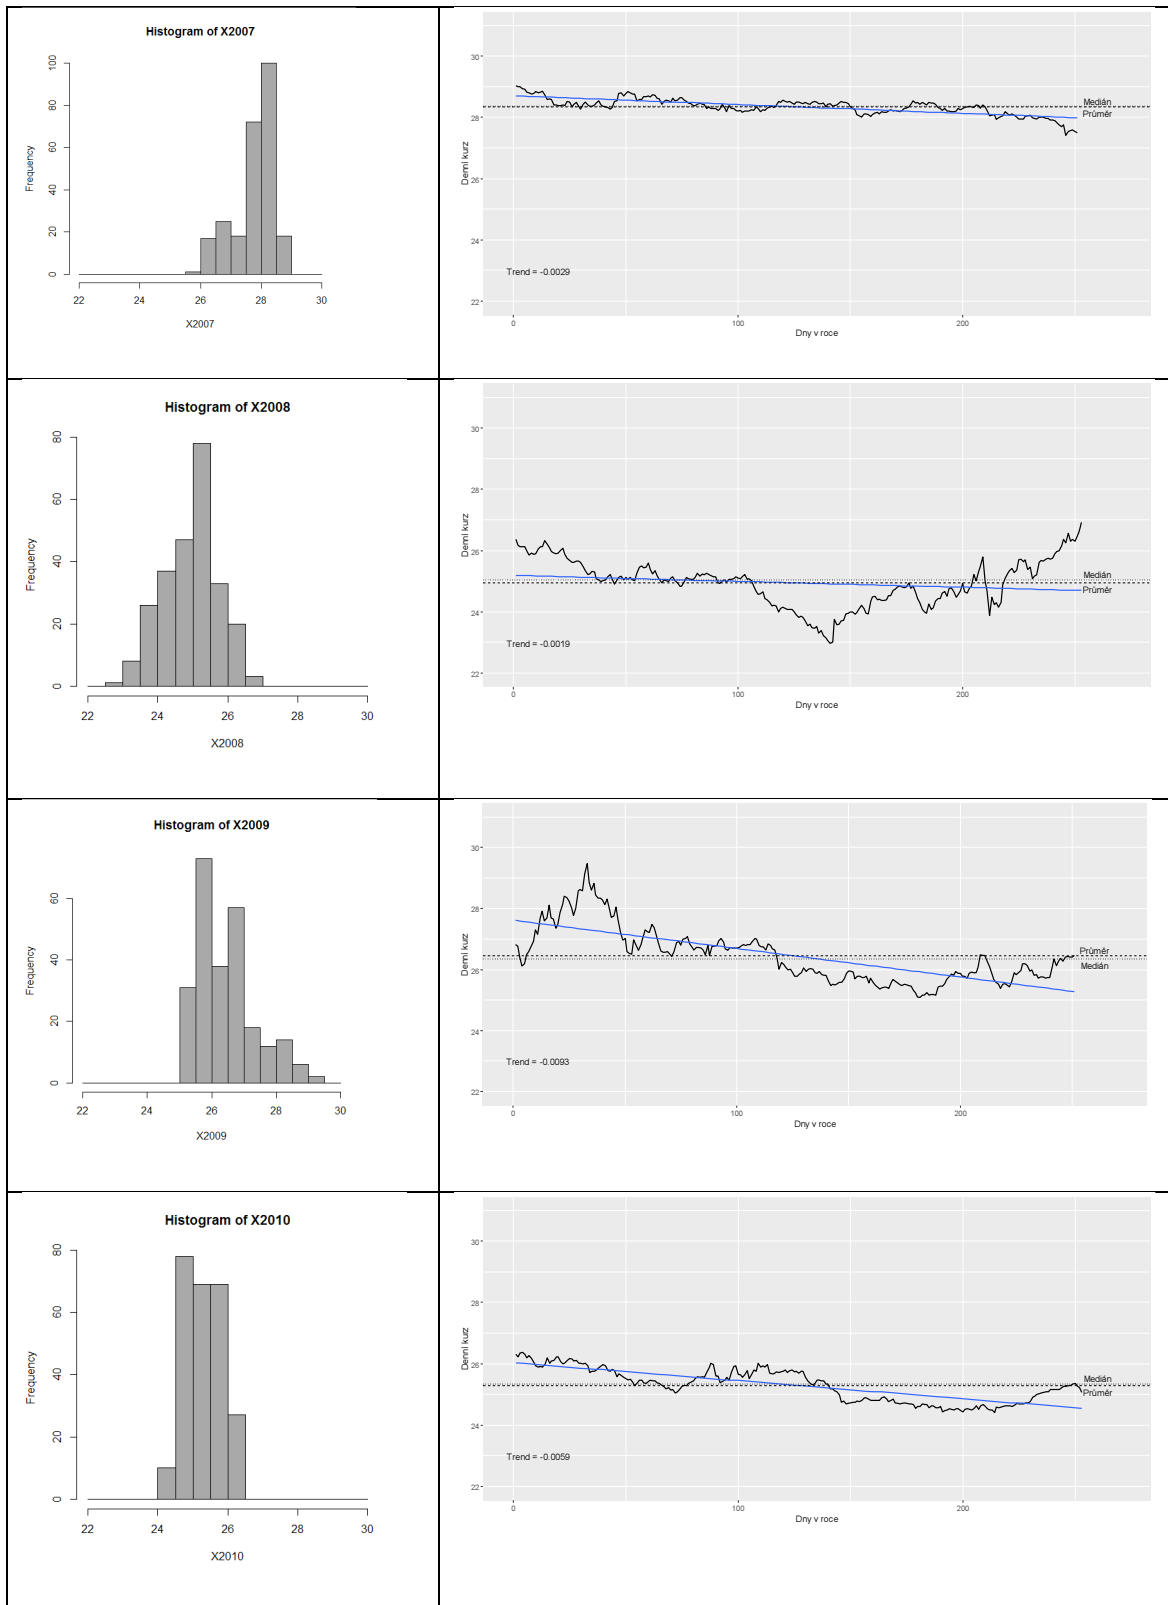 Histogram of X2007
Frequency
0
20
40
60
80
100
22
24
26
28
30
X2007
Denní kurz
30
28
26
24
22
Medián
Průměr
Trend = -0.0029
0
100
200
Dny v roce
Histogram of X2008
Frequency
0
20
40
60
80
22
24
26
28
30
X2008
Denní kurz
30
28
26
24
22
Medián
Průměr
Trend = -0.0019
0
100
200
Dny v roce
Histogram of X2009
Frequency
0
20
40
60
22
24
26
28
30
X2009
Denní kurz
30
28
26
24
22
Průměr
Medián
Trend = -0.0093
0
100
200
Dny v roce
Histogram of X2010
Frequency
0
20
40
60
80
22
24
26
28
30
X2010
Denní kurz
30
28
26
24
22
Medián
Průměr
Trend = -0.0059
0
100
200
Dny v roce